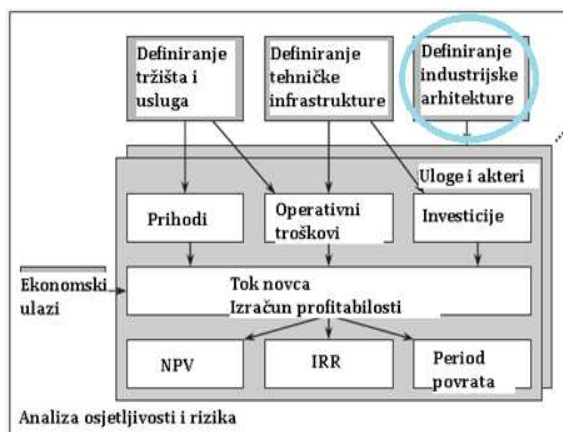 Definiranje
tržišta i
usluga
Definiranje
tehničke
infrastrukture
Definiranje
industrijske
arhitekture
Uloge i akteri
Prihodi
Operativni
troškovi
Investicije
Ekonomski
ulazi
Tok novca
Izračun profitabilosti
NPV
IRR
Period
povrata
Analiza osjetljivosti i rizika